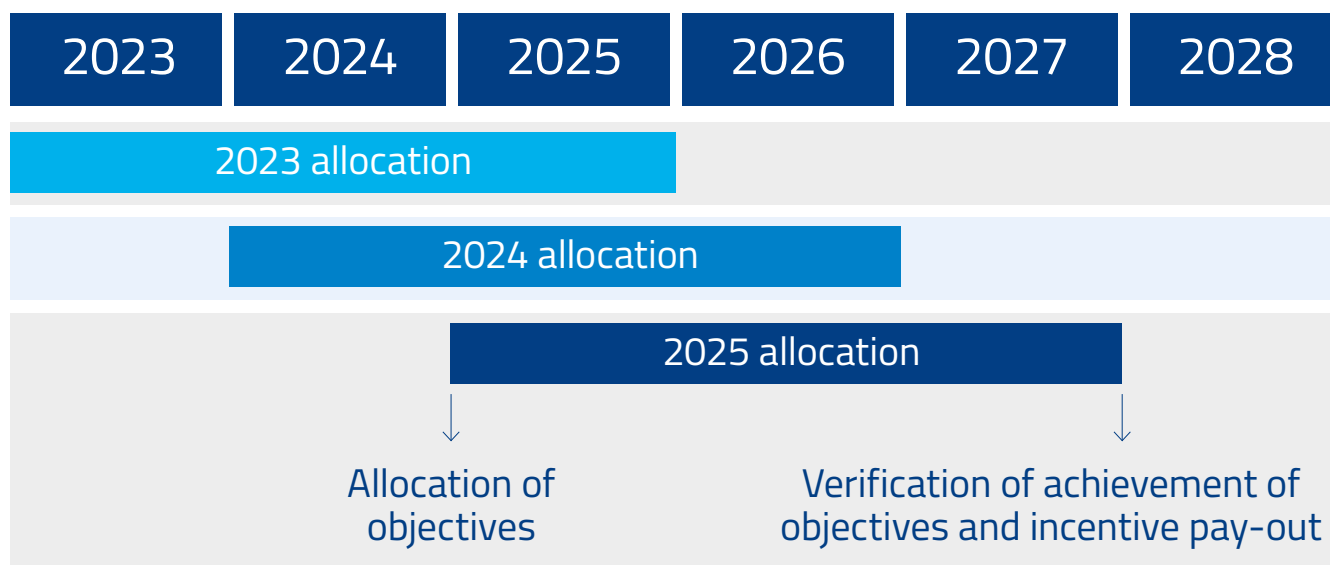 2023 2024 2025 2026 2027 2028
2023 allocation
2024 allocation
2025 allocation
Allocation of
objectives
Verification of achievement of
objectives and incentive pay-out